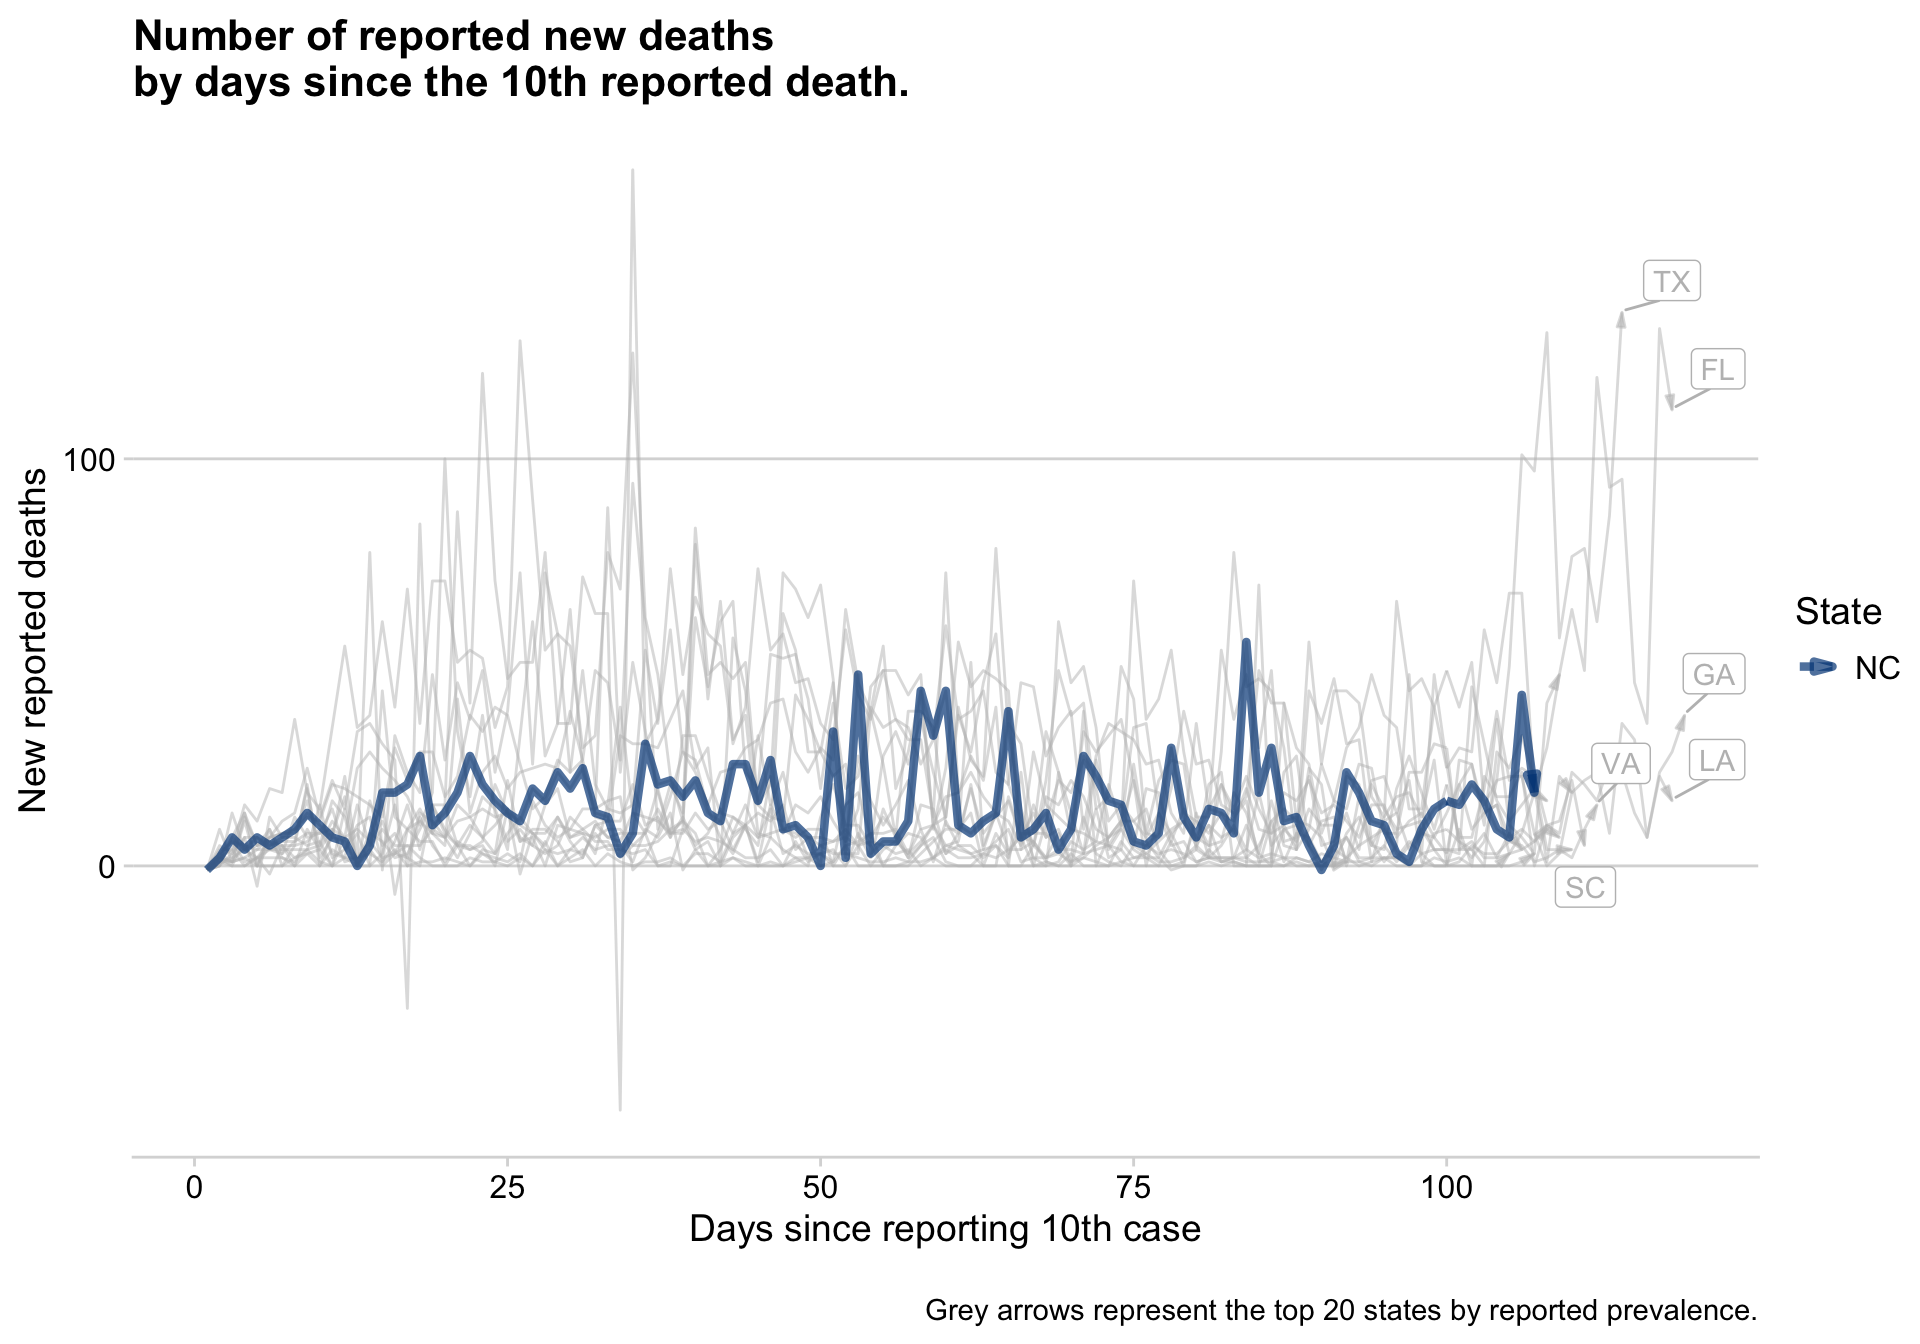 Number of reported new deaths
by days since the 10th reported death.
TX
FL
100
GA
VA
LA
0
SC
New reported deaths
State
NC
0 25 50 75 100
Days since reporting 10th case
Grey arrows represent the top 20 states by reported prevalence.